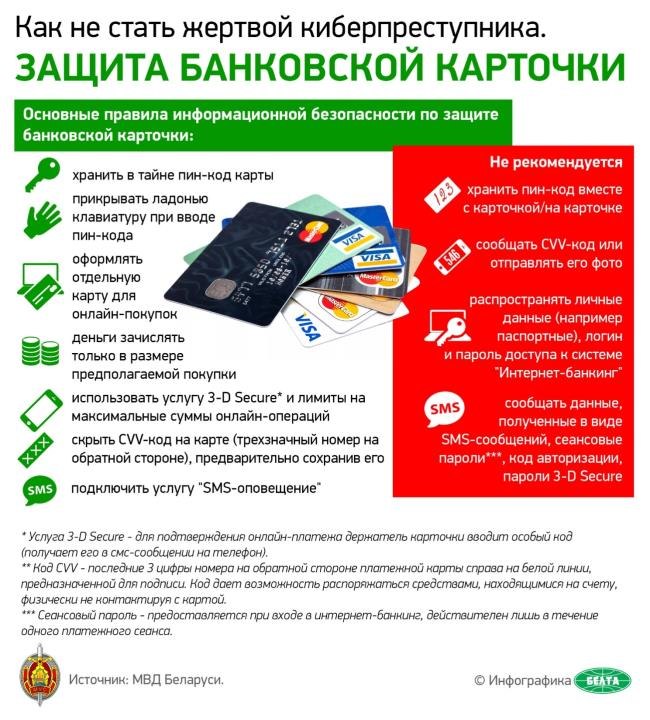 Как не стать жертвой киберпреступника.
ЗАЩИТА БАНКОВСКОЙ КАРТОЧКИ
Основные правила информационной безопасности по защите
банковской карточки:
хранить в тайне пин-код карты
прикрывать ладонью
клавиатуру при вводе
пин-кода
оформлять
отдельную
карту для
онлайн-покупок
деньги зачислять
только в размере
предполагаемой покупки
использовать услугу 3-D Secure* и лимиты на
максимальные суммы онлайн-операций
скрыть CVV-код на карте (трехзначный номер на
обратной стороне), предварительно сохранив его
SMS
подключить услугу "SMS-оповещение"
MasterCard
VISA
VISA
MasterCard
VISA
Не рекомендуется
123
хранить пин-код вместе
с карточкой/на карточке
546
сообщать CVV-код или
отправлять его фото
распространять личные
данные (например
паспортные), логин
и пароль доступа к системе
"Интернет-банкинг"
SMS
сообщать данные,
полученные в виде
SMS-сообщений, сеансовые
пароли***, код авторизации,
пароли 3-D Secure
* Услуга 3-D Secure - для подтверждения онлайн-платежа держатель карточки вводит особый код
(получает его в смс-сообщении на телефон).
** Код CVV - последние 3 цифры номера на обратной стороне платежной карты справа на белой линии,
предназначенной для подписи. Код дает возможность распоряжаться средствами, находящимися на счету,
физически не контактируя с картой.
*** Сеансовый пароль - предоставляется при входе в интернет-банкинг, действителен лишь в течение
одного платежного сеанса.
Источник: МВД Беларуси.
© Инфографика
БЕЛТА